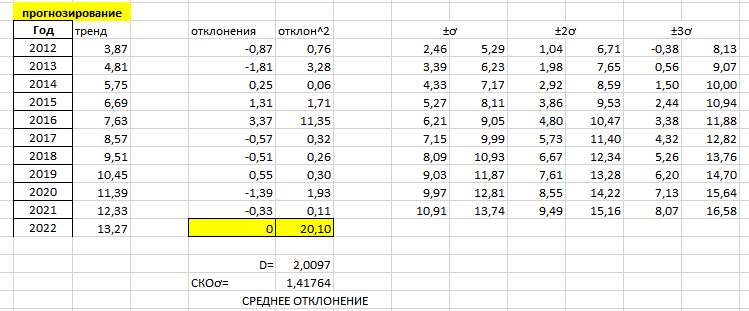 прогнозирование
Год тренд отклонения отклон^2 ±σ ±2σ ±3σ
2012 3,87 -0,87 0,76 2,46 5,29 1,04 6,71 -0,38 8,13
2013 4,81 -1,81 3,28 3,39 6,23 1,98 7,65 0,56 9,07
2014 5,75 0,25 0,06 4,33 7,17 2,92 8,59 1,50 10,00
2015 6,69 1,31 1,71 5,27 8,11 3,86 9,53 2,44 10,94
2016 7,63 3,37 11,35 6,21 9,05 4,80 10,47 3,38 11,88
2017 8,57 -0,57 0,32 7,15 9,99 5,73 11,40 4,32 12,82
2018 9,51 -0,51 0,26 8,09 10,93 6,67 12,34 5,26 13,76
2019 10,45 0,55 0,30 9,03 11,87 7,61 13,28 6,20 14,70
2020 11,39 -1,39 1,93 9,97 12,81 8,55 14,22 7,13 15,64
2021 12,33 -0,33 0,11 10,91 13,74 9,49 15,16 8,07 16,58
2022 13,27 0 20,10
D= 2,0097
СКОσ= 1,41764
СРЕДНЕЕ ОТКЛОНЕНИЕ